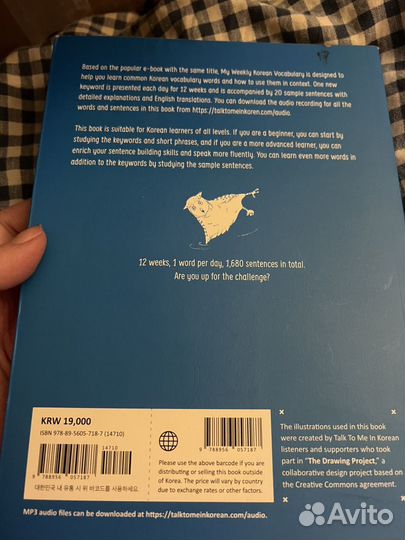 Based on the popular e-book with the same title, My Weekly Korean Vocabulary is designed to
help you learn common Korean vocabulary words and how to use them in context. One new
keyword is presented each day for 12 weeks and is accompanied by 20 sample sentences with
detailed explanations and English translations. You can download the audio recording for all the
words and sentences in this book from https://talktomeinkorean.com/audio.
This book is suitable for Korean learners of all levels. If you are a beginner, you can start by
studying the keywords and short phrases, and if you are a more advanced learner, you can
enrich your sentence building skills and speak more fluently. You can learn even more words in
addition to the keywords by studying the sample sentences.
12 weeks, 1 word per day, 1,680 sentences in total.
Are you up for the challenge?
KRW 19,000
ISBN 978-89-5605-718-7 (14710)
14710
9 788956 057187
대한민국 내 유통 시 위 바코드를 사용하세요.
9 788956 057187
Please use the above barcode if you are
distributing or selling this book outside
of Korea. The price will vary by country
due to exchange rates or other factors.
The illustrations used in this book
were created by Talk To Me In Korean
listeners and supporters who took
part in "The Drawing Project," a
collaborative design project based on
the Creative Commons agreement.
MP3 audio files can be downloaded at https://talktomeinkorean.com/audio.
Avito